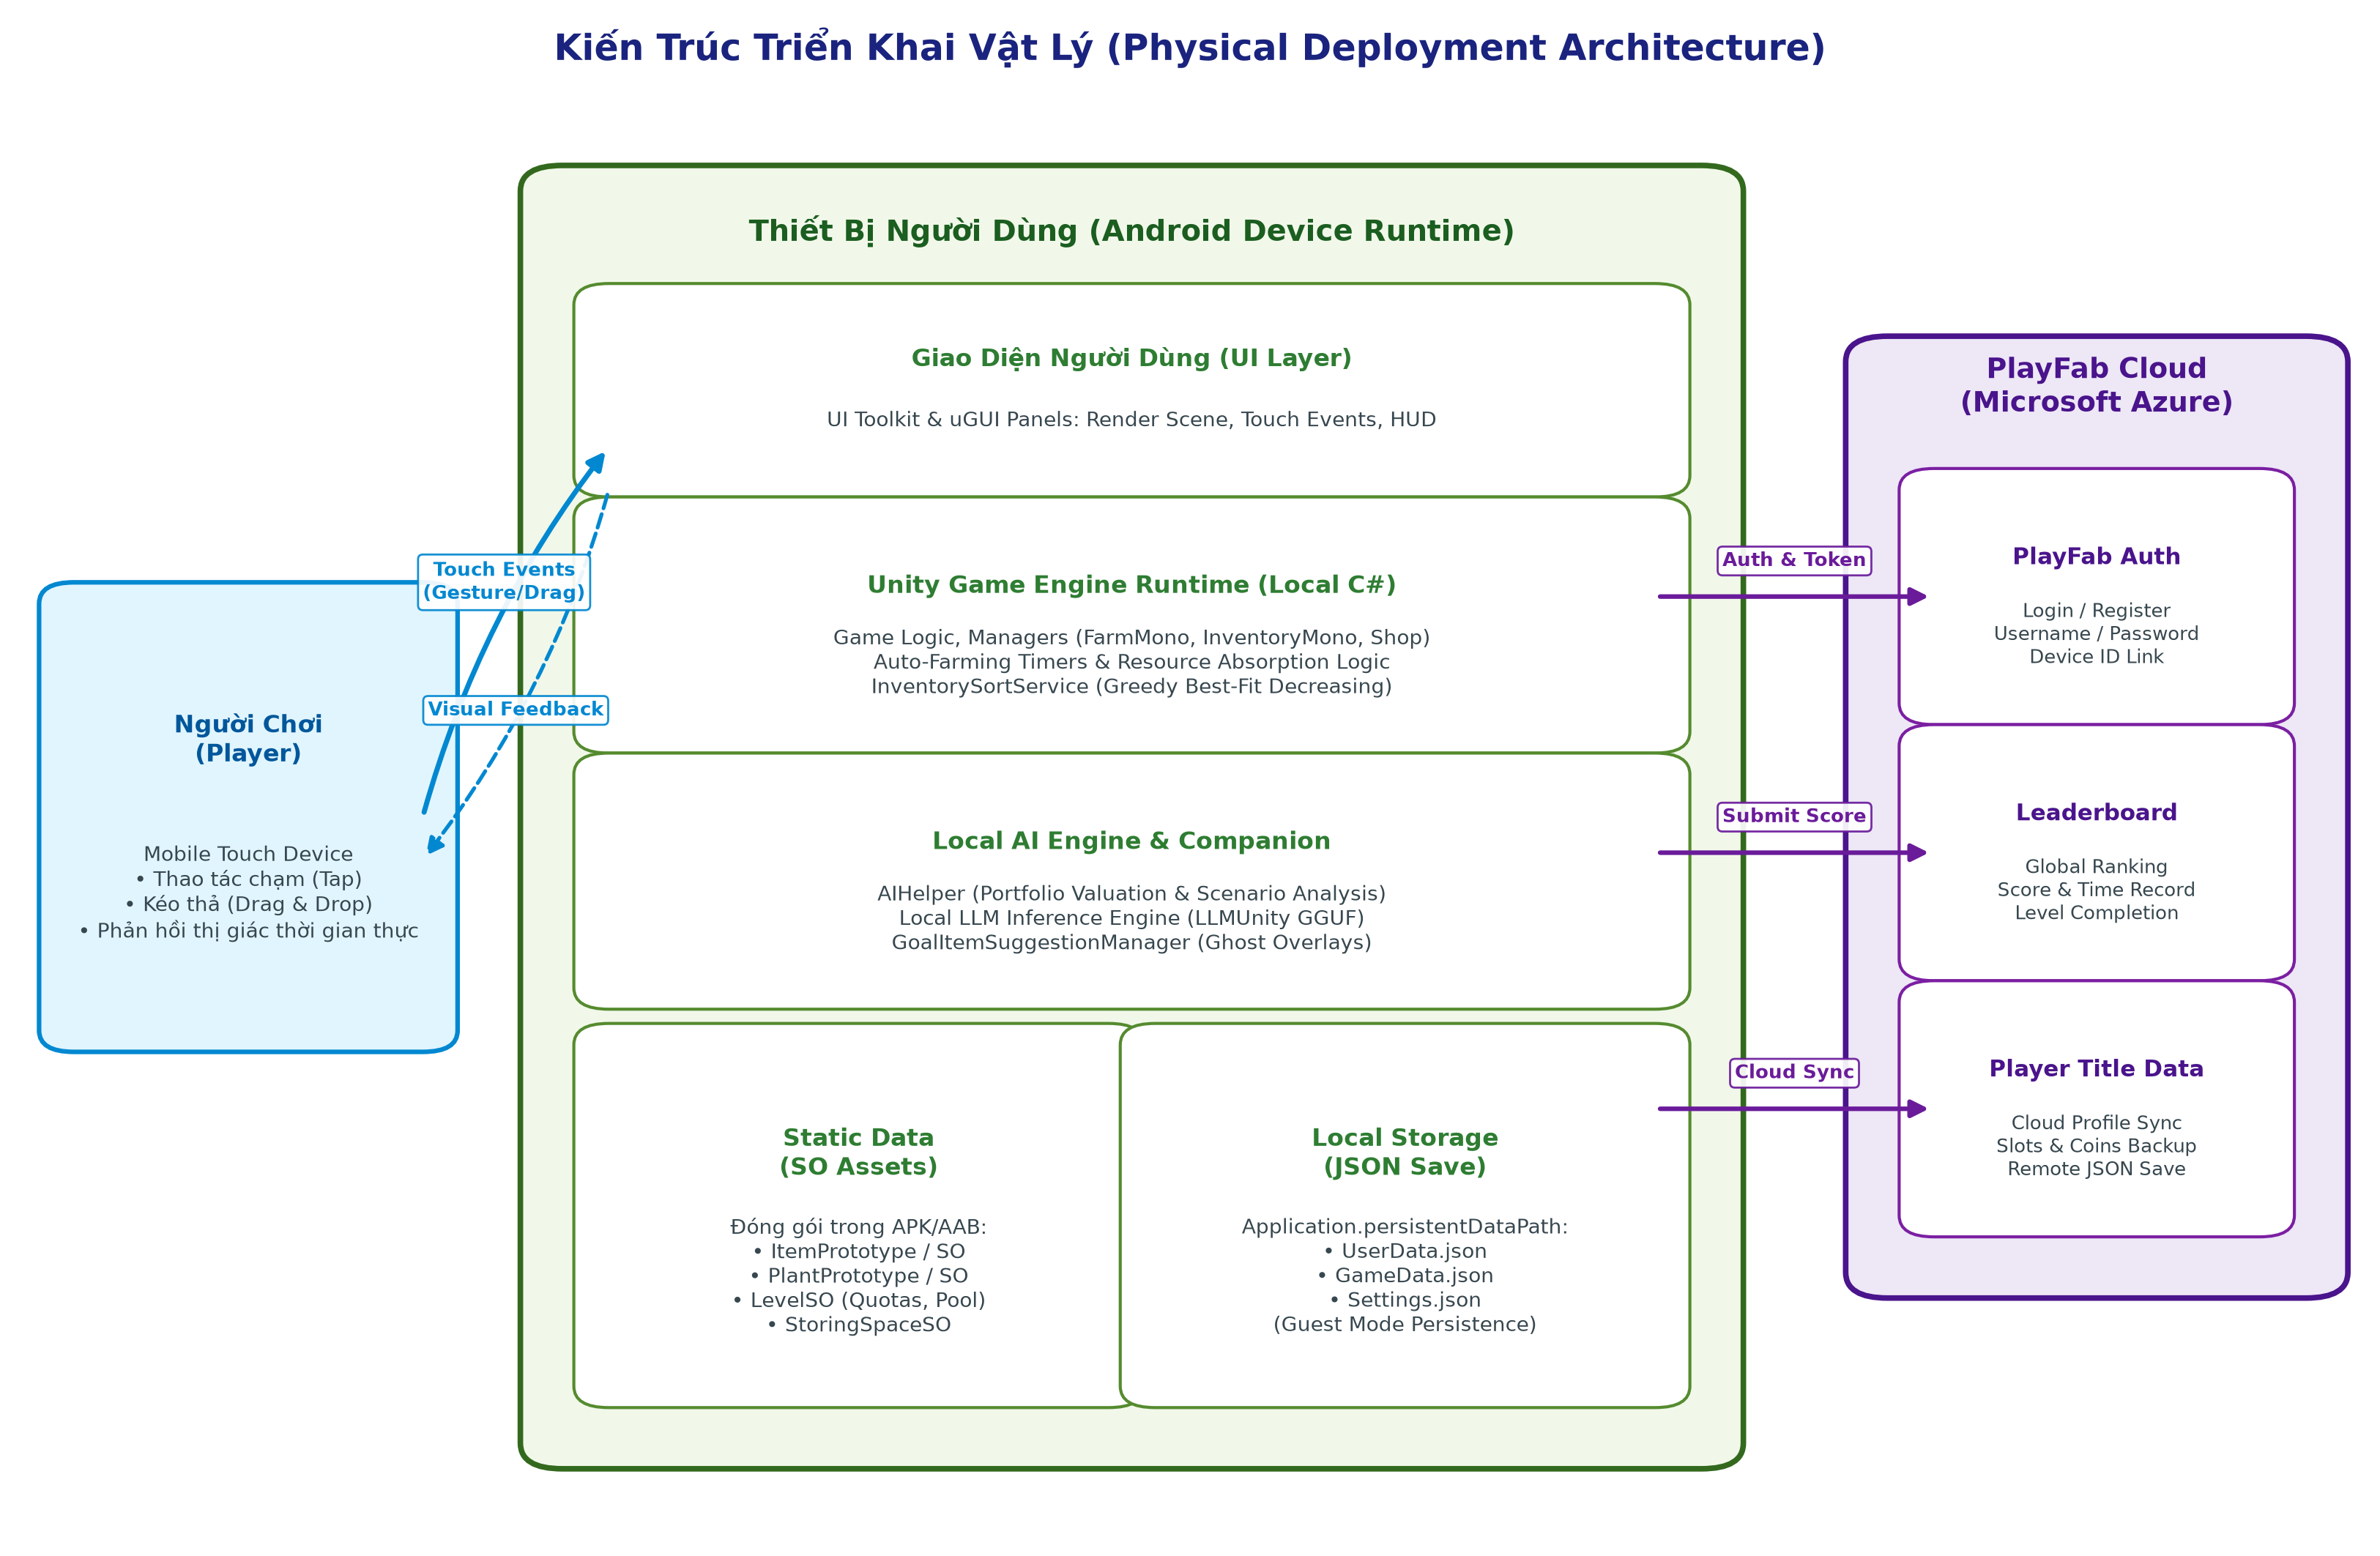 Kiến Trúc Triển Khai Vật Lý (Physical Deployment Architecture)
Người Chơi
(Player)
Mobile Touch Device
• Thao tác chạm (Tap)
• Kéo thả (Drag & Drop)
• Phản hồi thị giác thời gian thực
Touch Events
(Gesture/Drag)
Visual Feedback
Thiết Bị Người Dùng (Android Device Runtime)
Giao Diện Người Dùng (UI Layer)
UI Toolkit & uGUI Panels: Render Scene, Touch Events, HUD
Unity Game Engine Runtime (Local C#)
Game Logic, Managers (FarmMono, InventoryMono, Shop)
Auto-Farming Timers & Resource Absorption Logic
InventorySortService (Greedy Best-Fit Decreasing)
Local AI Engine & Companion
AIHelper (Portfolio Valuation & Scenario Analysis)
Local LLM Inference Engine (LLMUnity GGUF)
GoalItemSuggestionManager (Ghost Overlays)
Static Data
(SO Assets)
Đóng gói trong APK/AAB:
• ItemPrototype / SO
• PlantPrototype / SO
• LevelSO (Quotas, Pool)
• StoringSpaceSO
Local Storage
(JSON Save)
Application.persistentDataPath:
• UserData.json
• GameData.json
• Settings.json
(Guest Mode Persistence)
Auth & Token
Submit Score
Cloud Sync
PlayFab Cloud
(Microsoft Azure)
PlayFab Auth
Login / Register
Username / Password
Device ID Link
Leaderboard
Global Ranking
Score & Time Record
Level Completion
Player Title Data
Cloud Profile Sync
Slots & Coins Backup
Remote JSON Save